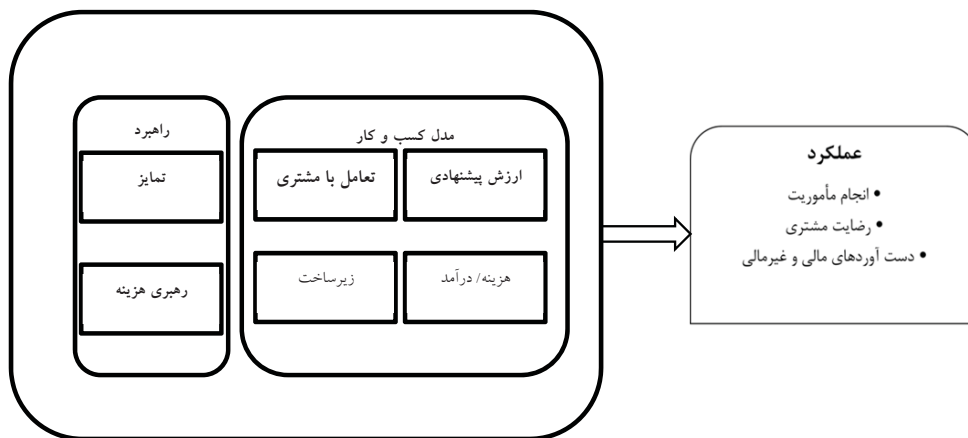 راهبرد
تمایز
رهبری هزینه
مدل کسب و کار
ارزش پیشنهادی
تعامل با مشتری
هزینه/ درآمد
زیرساخت
عملکرد
• انجام مأموریت
• رضایت مشتری
• دست آوردهای مالی و غیرمالی